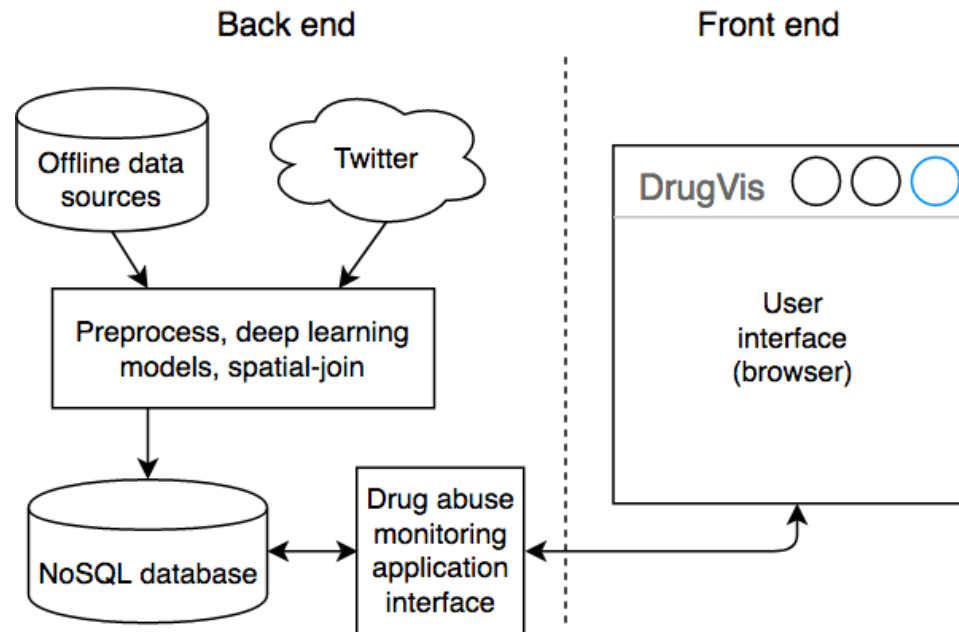 Back end
Front end
Offline data
sources
Twitter
DrugVis
Preprocess, deep learning
models, spatial-join
User
interface
(browser)
NoSQL database
Drug abuse
monitoring
application
interface